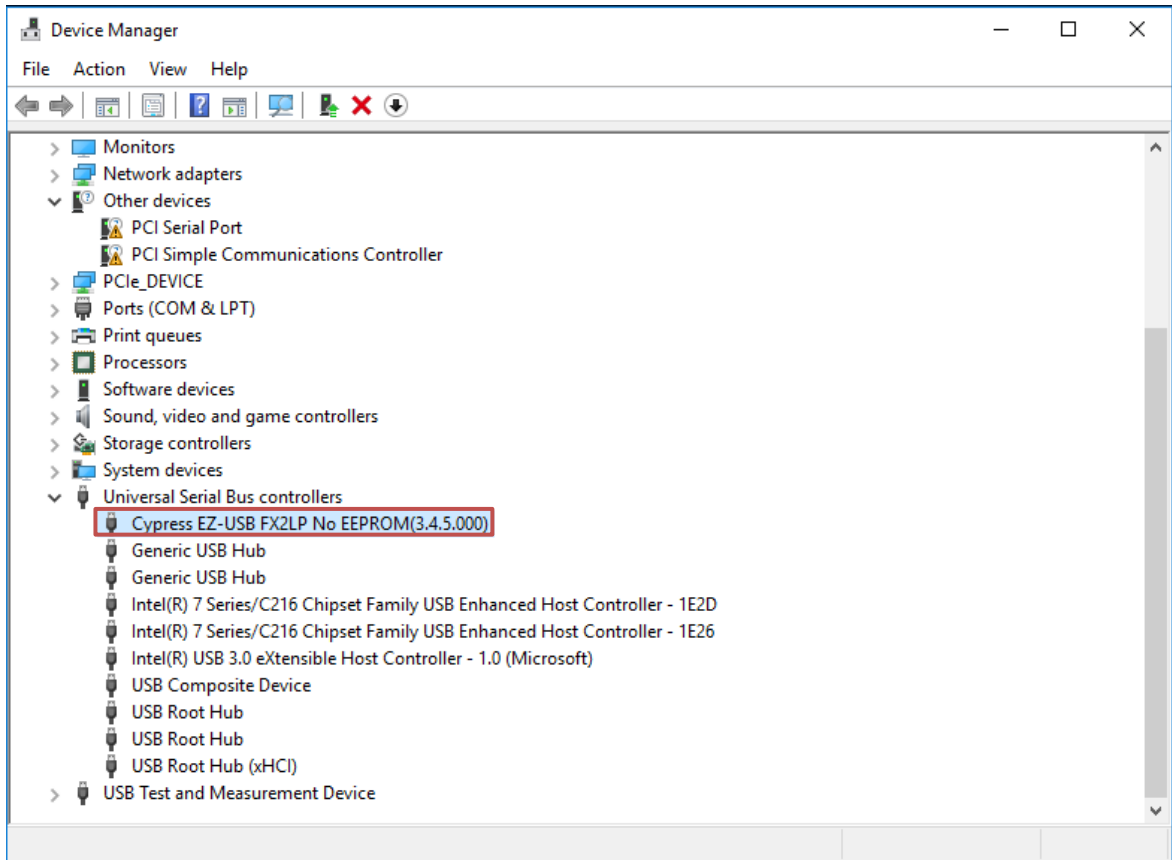 Device Manager
File Action View Help
Monitors
Network adapters
Other devices
PCI Serial Port
PCI Simple Communications Controller
PCIe_DEVICE
Ports (COM & LPT)
Print queues
Processors
Software devices
Sound, video and game controllers
Storage controllers
System devices
Universal Serial Bus controllers
Cypress EZ-USB FX2LP No EEPROM(3.4.5.000)
Generic USB Hub
Generic USB Hub
Intel(R) 7 Series/C216 Chipset Family USB Enhanced Host Controller - 1E2D
Intel(R) 7 Series/C216 Chipset Family USB Enhanced Host Controller - 1E26
Intel(R) USB 3.0 eXtensible Host Controller - 1.0 (Microsoft)
USB Composite Device
USB Root Hub
USB Root Hub
USB Root Hub (xHCI)
USB Test and Measurement Device